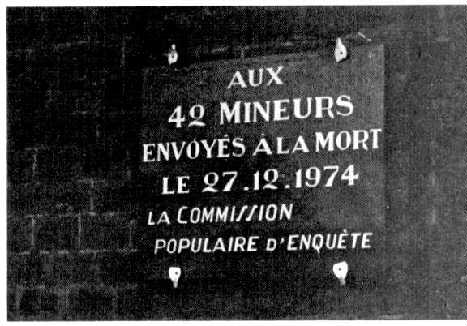 AUX
42 MINEURS
ENVOYÉS À LA MORT
LE 27.12.1974
LA COMMISSION
POPULAIRE D'ENQUÊTE